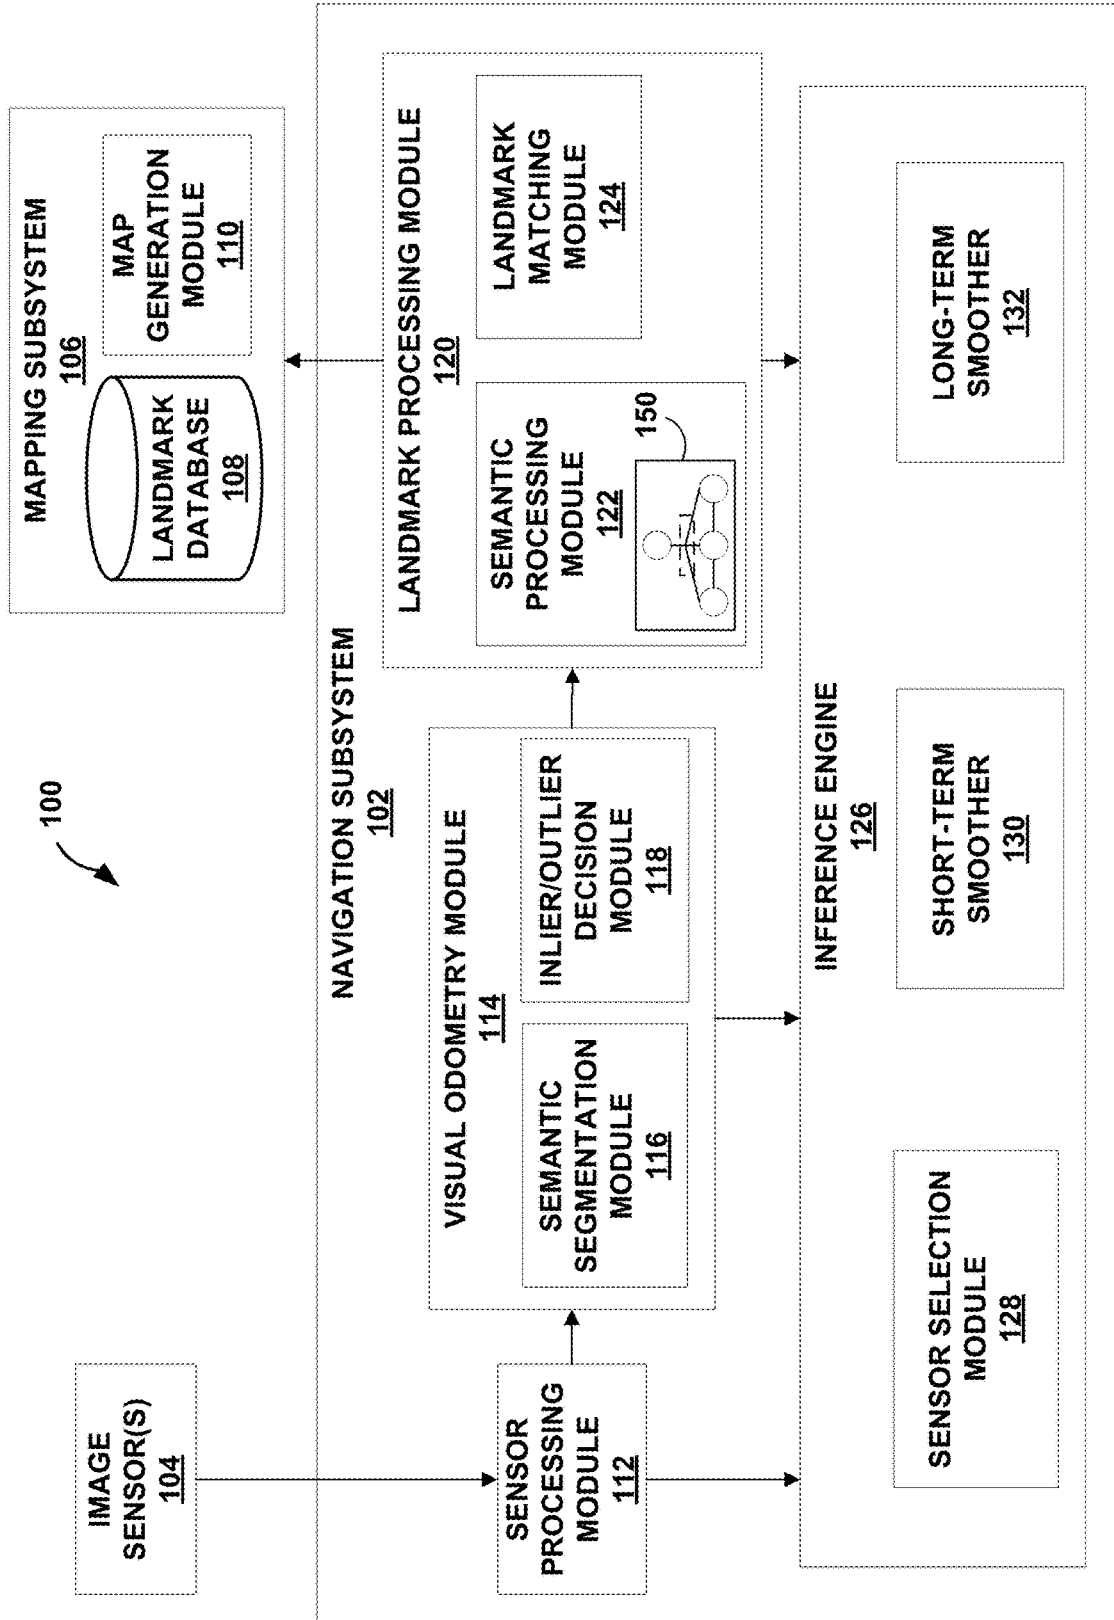 100
IMAGE
SENSOR(S)
104
MAPPING SUBSYSTEM
106
LANDMARK
DATABASE
108
MAP
GENERATION
MODULE
110
NAVIGATION SUBSYSTEM
102
SENSOR
PROCESSING
MODULE
112
VISUAL ODOMETRY MODULE
114
SEMANTIC
SEGMENTATION
MODULE
116
INLIER/OUTLIER
DECISION
MODULE
118
LANDMARK PROCESSING MODULE
120
SEMANTIC
PROCESSING
MODULE
122
150
LANDMARK
MATCHING
MODULE
124
INFERENCE ENGINE
126
SENSOR SELECTION
MODULE
128
SHORT-TERM
SMOOTHER
130
LONG-TERM
SMOOTHER
132